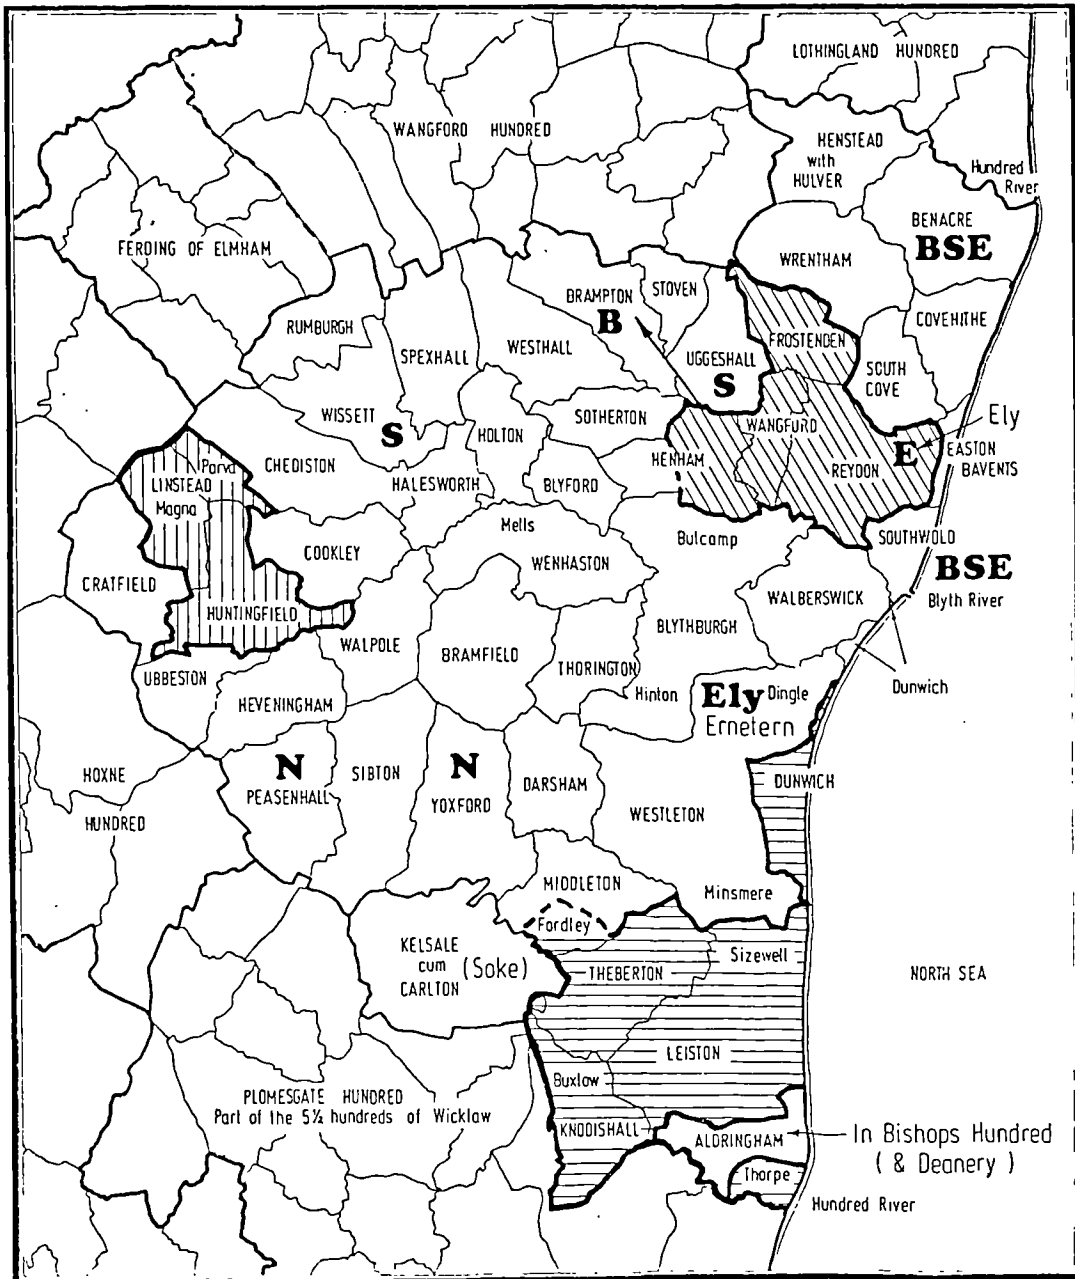 LOTHINGLAND HUNDRED
WANGFORD HUNDRED
HENSTEAD
with
HULVER
Hundred
River
BENACRE
BSE
FERDING OF ELMHAM
WRENTHAM
STOVEN
BRAMPTON
B
COVEHITHE
RUMBURGH
SPEXHALL
WESTHALL
UGGESHALL
S
FROSTENDEN
SOUTH
COVE
WISSETT
S
HOLTON
SOTHERTON
WANGFORD
Ely
E
EASTON
BAVENTS
Parva
LINSTEAD
Magna
CHEDISTON
HALESWORTH
BLYFORD
HENHAM
REYDON
COOKLEY
Mells
WENHASTON
Bulcamp
SOUTHWOLD
BSE
CRATFIELD
HUNTINGFIELD
WALPOLE
BRAMFIELD
THORINGTON
BLYTHBURGH
WALBERSWICK
Blyth River
UBBESTON
HEVENINGHAM
Hinton
Ely
Dingle
Ernetern
Dunwich
HOXNE
HUNDRED
N
PEASENHALL
SIBTON
N
YOXFORD
DARSHAM
WESTLETON
DUNWICH
MIDDLETON
Minsmere
Fordley
KELSALE
cum
CARLTON
(Soke)
THEBERTON
Sizewell
NORTH SEA
LEISTON
Buxlow
PLOMESGATE HUNDRED
Part of the 5½ hundreds of Wicklaw
KNODISHALL
ALDRINGHAM
In Bishops Hundred
( & Deanery )
Thorpe
Hundred River